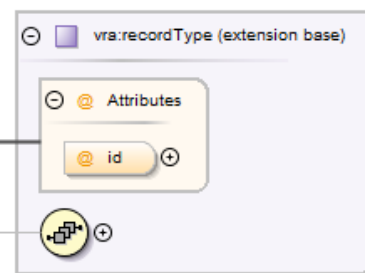 vra:recordType (extension base)
@ Attributes
@ id